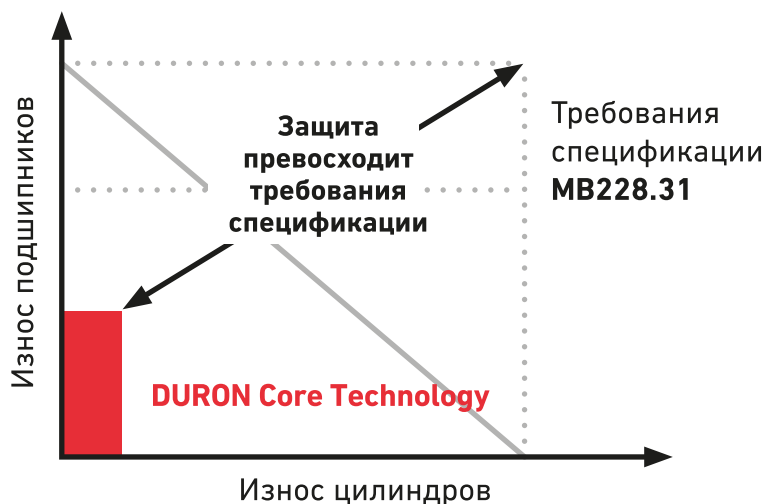 Износ подшипников
Защита
превосходит
требования
спецификации
Требования
спецификации
MB228.31
DURON Core Technology
Износ цилиндров